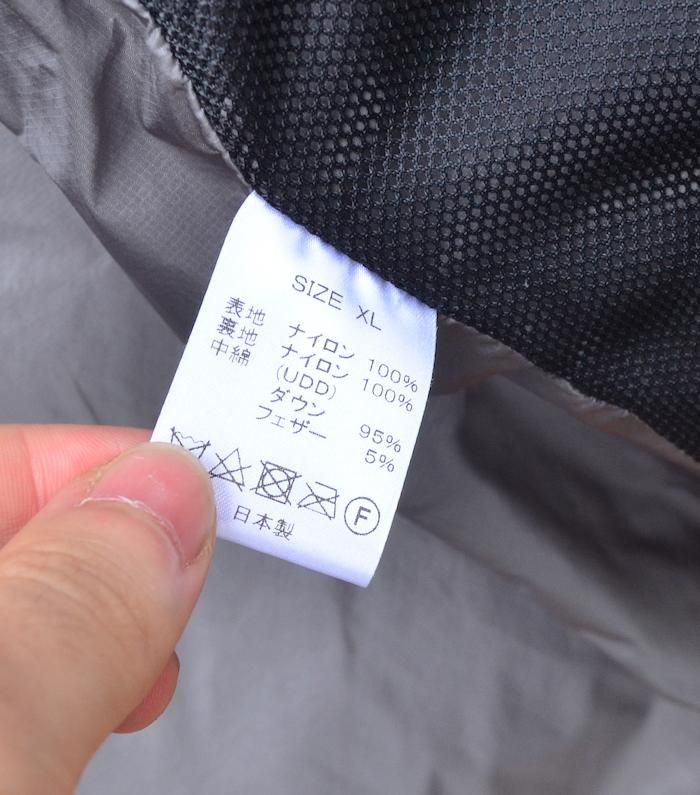 SIZE XL
表地 ナイロン 100%
裏地 ナイロン 100%
中綿 (UDD)
ダウン 95%
フェザー 5%
F
日本製